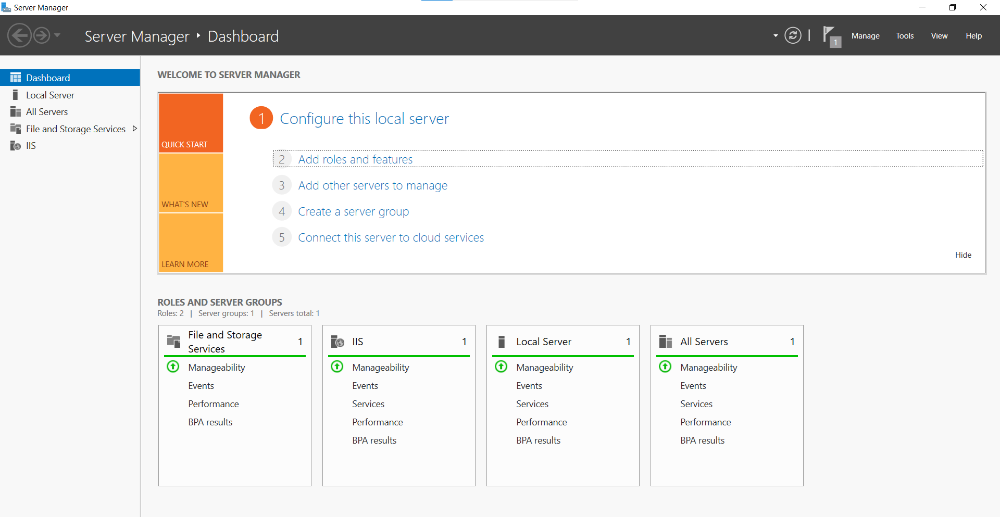 Server Manager
Server Manager ‣ Dashboard
1
Manage Tools View Help
Dashboard
Local Server
All Servers
File and Storage Services
IIS
WELCOME TO SERVER MANAGER
QUICK START
WHAT'S NEW
LEARN MORE
1 Configure this local server
2 Add roles and features
3 Add other servers to manage
4 Create a server group
5 Connect this server to cloud services
Hide
ROLES AND SERVER GROUPS
Roles: 2 | Server groups: 1 | Servers total: 1
File and Storage
Services 1
Manageability
Events
Performance
BPA results
IIS 1
Manageability
Events
Services
Performance
BPA results
Local Server 1
Manageability
Events
Services
Performance
BPA results
All Servers 1
Manageability
Events
Services
Performance
BPA results